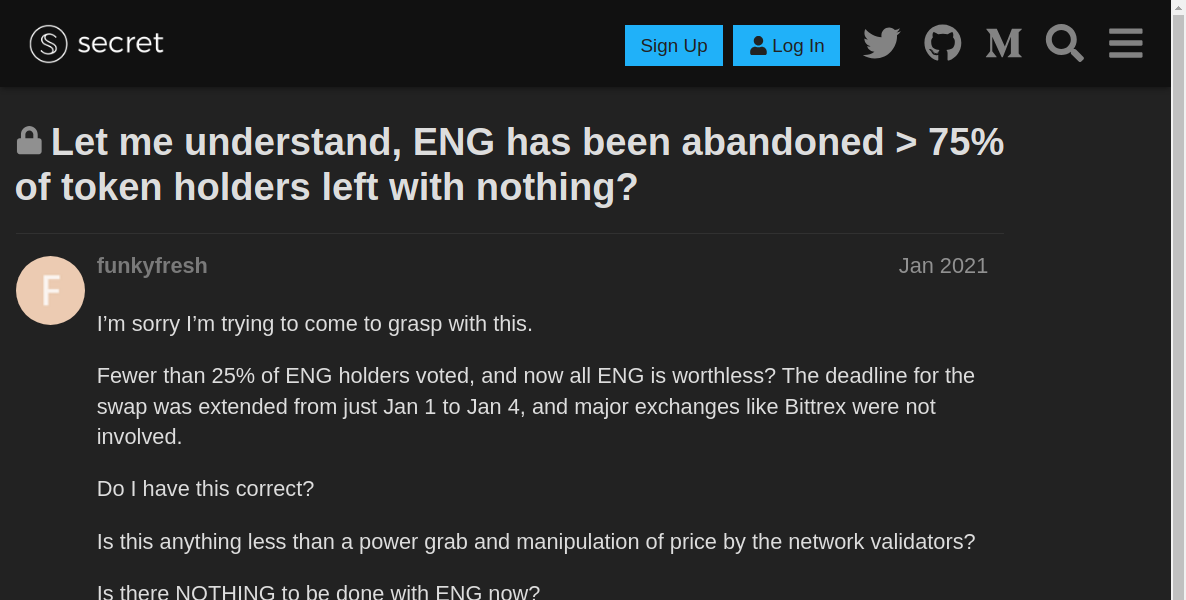 secret
Sign Up
Log In
Let me understand, ENG has been abandoned > 75%
of token holders left with nothing?
F
funkyfresh
Jan 2021
I’m sorry I’m trying to come to grasp with this.
Fewer than 25% of ENG holders voted, and now all ENG is worthless? The deadline for the
swap was extended from just Jan 1 to Jan 4, and major exchanges like Bittrex were not
involved.
Do I have this correct?
Is this anything less than a power grab and manipulation of price by the network validators?
Is there NOTHING to be done with ENG now?